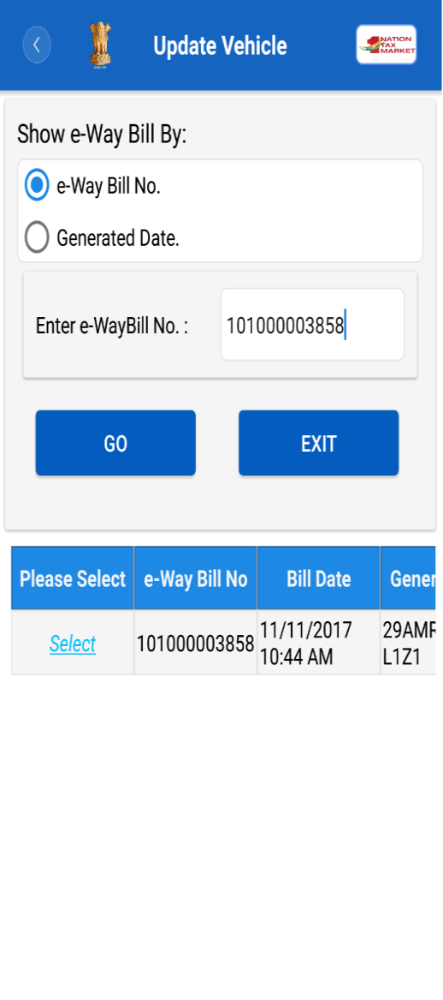 Update Vehicle
1 NATION
TAX
MARKET
Show e-Way Bill By:
e-Way Bill No.
Generated Date.
Enter e-WayBill No. :
101000003858
GO
EXIT
Please Select
e-Way Bill No
Bill Date
Gener
Select
101000003858
11/11/2017
10:44 AM
29AMR
L1Z1